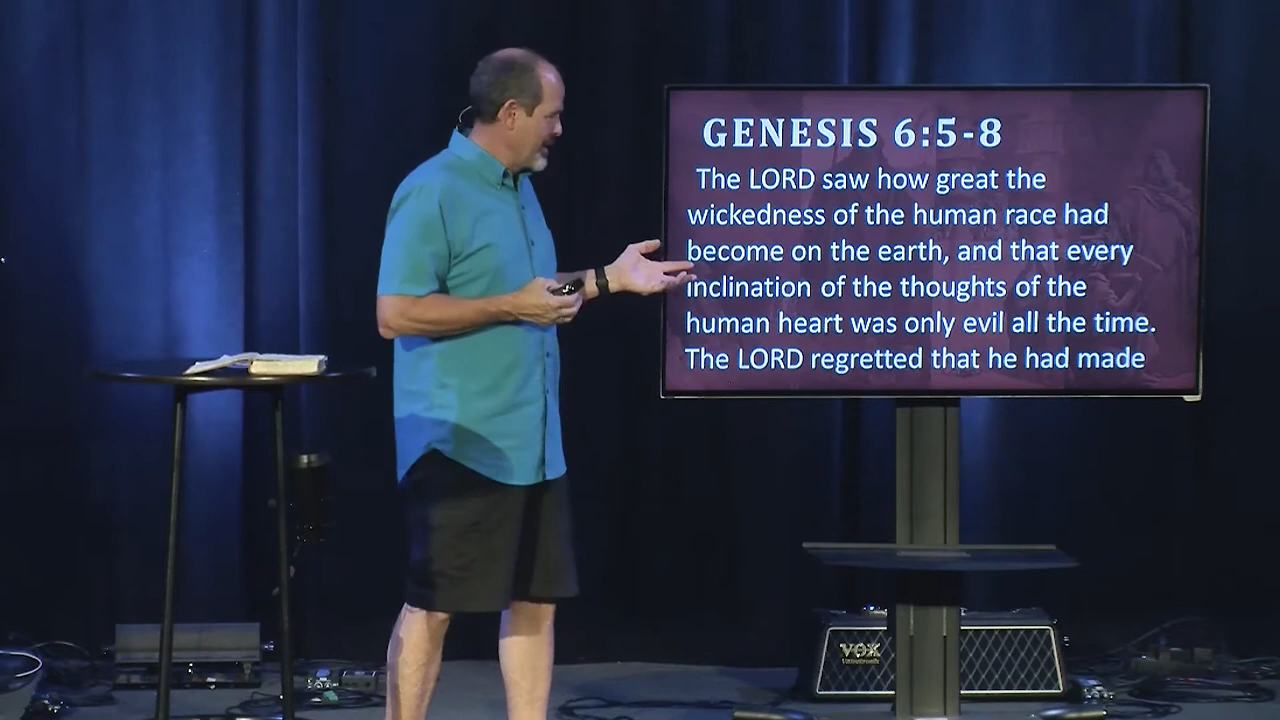 GENESIS 6:5-8
The LORD saw how great the
wickedness of the human race had
become on the earth, and that every
inclination of the thoughts of the
human heart was only evil all the time.
The LORD regretted that he had made
VOX